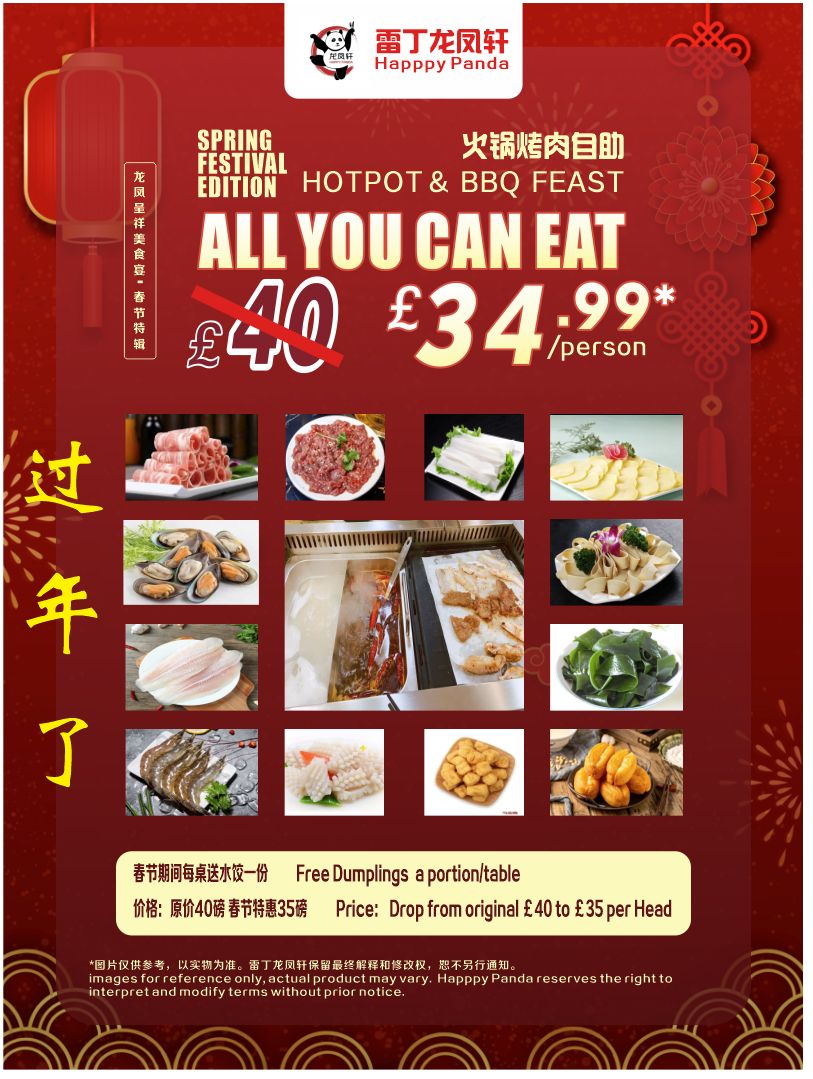 雷丁龙凤轩
Happpy Panda
龙凤轩
HAPPY PANDA
SPRING
FESTIVAL
EDITION
火锅烤肉自助
HOTPOT & BBQ FEAST
龙凤呈祥美食宴-春节特辑
ALL YOU CAN EAT
£40
£34.99*
/person
过年了
春节期间每桌送水饺一份 Free Dumplings a portion/table
价格：原价40磅 春节特惠35磅 Price: Drop from original £40 to £35 per Head
*图片仅供参考，以实物为准。雷丁龙凤轩保留最终解释和修改权，恕不另行通知。
images for reference only, actual product may vary. Happpy Panda reserves the right to
interpret and modify terms without prior notice.